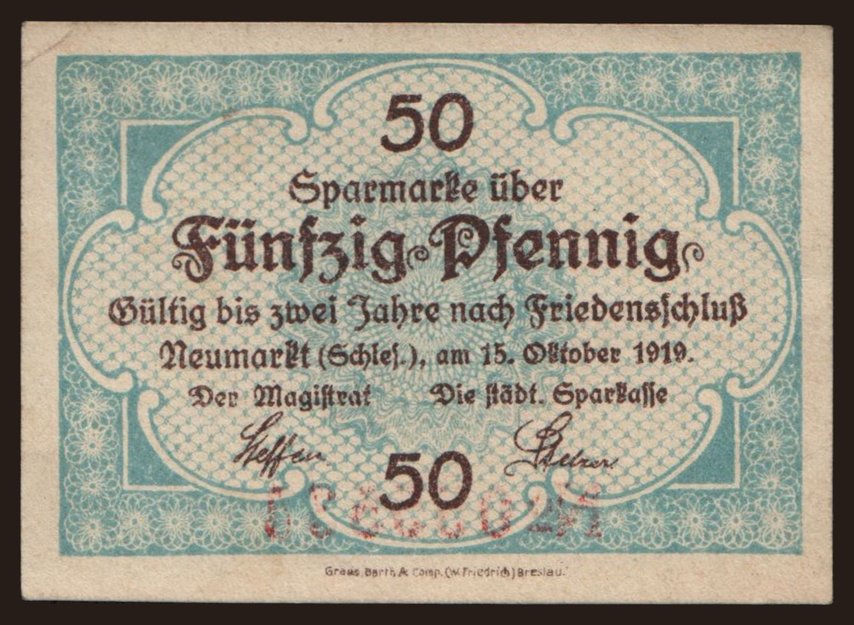 50
Sparmarke über
Fünfzig Pfennig
Gültig bis zwei Jahre nach Friedensschluß
Neumarkt (Schles.), am 15. Oktober 1919.
Der Magistrat Die städt. Sparkasse
Steffen
50
Grass, Barth & Comp. (W. Friedrich) Breslau.